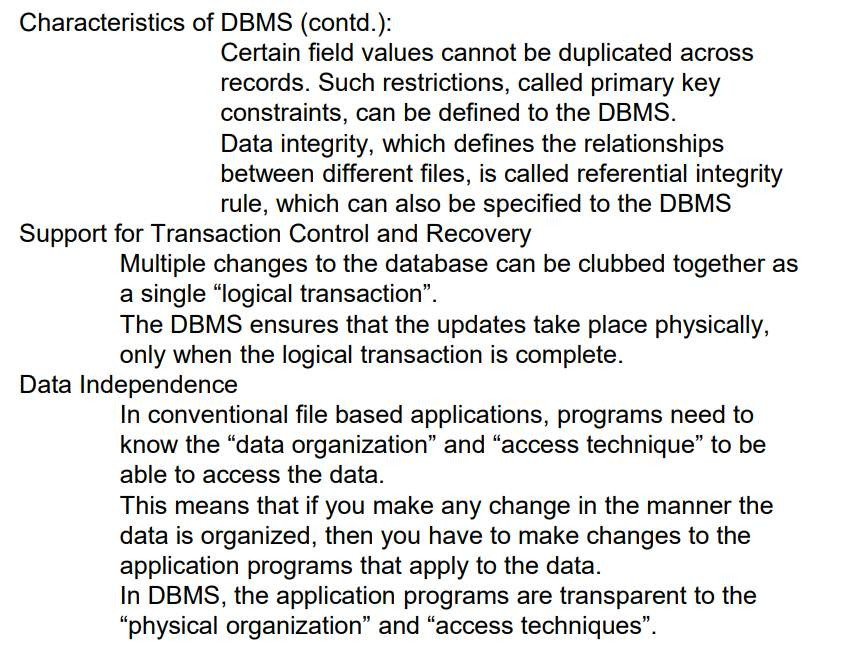 Characteristics of DBMS (contd.):
Certain field values cannot be duplicated across
records. Such restrictions, called primary key
constraints, can be defined to the DBMS.
Data integrity, which defines the relationships
between different files, is called referential integrity
rule, which can also be specified to the DBMS
Support for Transaction Control and Recovery
Multiple changes to the database can be clubbed together as
a single “logical transaction”.
The DBMS ensures that the updates take place physically,
only when the logical transaction is complete.
Data Independence
In conventional file based applications, programs need to
know the “data organization” and “access technique” to be
able to access the data.
This means that if you make any change in the manner the
data is organized, then you have to make changes to the
application programs that apply to the data.
In DBMS, the application programs are transparent to the
“physical organization” and “access techniques”.